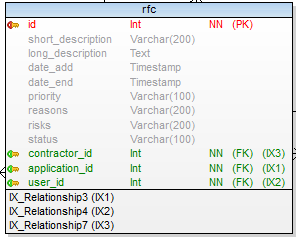 rfc
id Int NN (PK)
short_description Varchar(200)
long_description Text
date_add Timestamp
date_end Timestamp
priority Varchar(100)
reasons Varchar(200)
risks Varchar(200)
status Varchar(100)
contractor_id Int NN (FK) (IX3)
application_id Int NN (FK) (IX1)
user_id Int NN (FK) (IX2)
IX_Relationship3 (IX1)
IX_Relationship4 (IX2)
IX_Relationship7 (IX3)